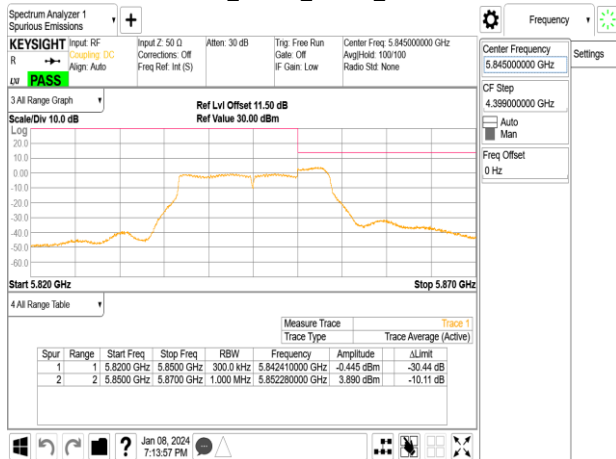 Spectrum Analyzer 1
Spurious Emissions
Frequency
KEYSIGHT Input: RF
Coupling: DC
Align: Auto
R
LXI PASS
Input Z: 50 Ω
Corrections: Off
Freq Ref: Int (S)
Atten: 30 dB
Trig: Free Run
Gate: Off
IF Gain: Low
Center Freq: 5.845000000 GHz
Avg|Hold: 100/100
Radio Std: None
Center Frequency
5.845000000 GHz
Settings
CF Step
4.399000000 GHz
Auto
Man
Freq Offset
0 Hz
3 All Range Graph
Scale/Div 10.0 dB
Ref Lvl Offset 11.50 dB
Ref Value 30.00 dBm
Log
20.0
10.0
0.00
-10.0
-20.0
-30.0
-40.0
-50.0
-60.0
Start 5.820 GHz
Stop 5.870 GHz
4 All Range Table
Measure Trace Trace 1
Trace Type Trace Average (Active)
Spur Range Start Freq Stop Freq RBW Frequency Amplitude ΔLimit
1 1 5.8200 GHz 5.8500 GHz 300.0 kHz 5.842410000 GHz -0.445 dBm -30.44 dB
2 2 5.8500 GHz 5.8700 GHz 1.000 MHz 5.852280000 GHz 3.890 dBm -10.11 dB
Jan 08, 2024
7:13:57 PM